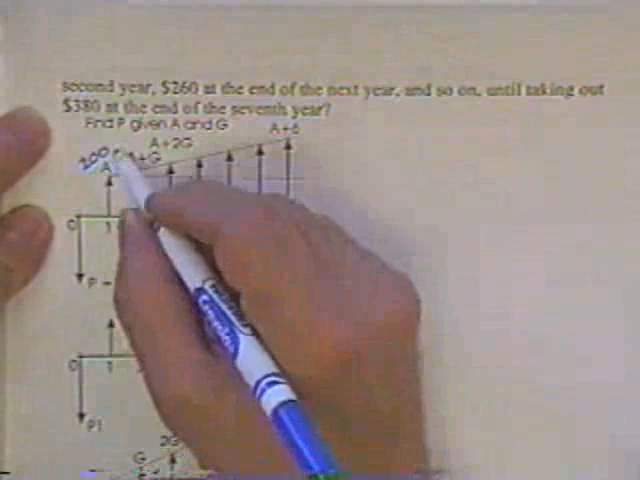 second year, $260 at the end of the next year, and so on, until taking out
$380 at the end of the seventh year?
Find P given A and G
A+6
A+2G
200
A
+G
0
1
P =
0
1
P1
2G
G